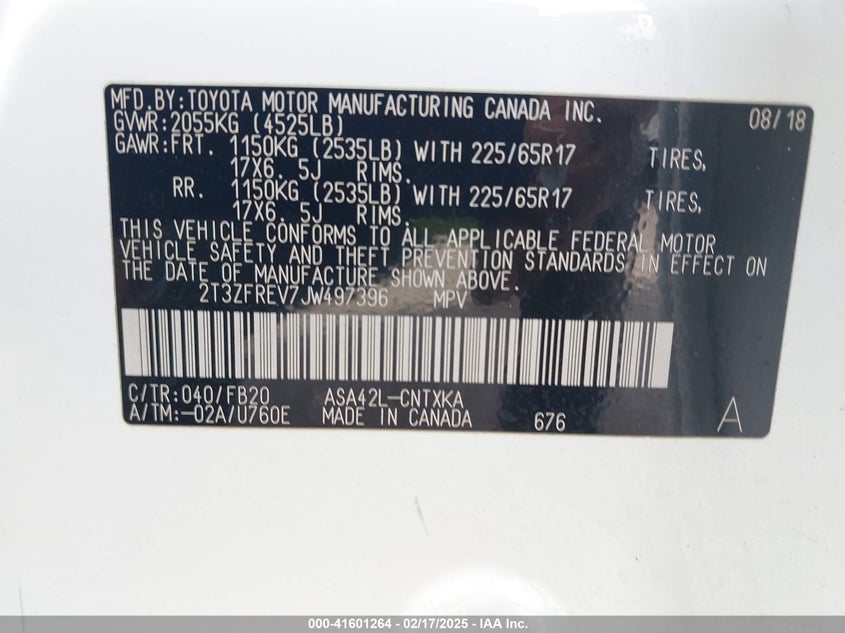 MFD.BY:TOYOTA MOTOR MANUFACTURING CANADA INC. 08/18
GVWR:2055KG (4525LB)
GAWR:FRT. 1150KG (2535LB) WITH 225/65R17 TIRES,
17X6. 5J RIMS.
RR. 1150KG (2535LB) WITH 225/65R17 TIRES,
17X6. 5J RIMS.
THIS VEHICLE CONFORMS TO ALL APPLICABLE FEDERAL MOTOR
VEHICLE SAFETY AND THEFT PREVENTION STANDARDS IN EFFECT ON
THE DATE OF MANUFACTURE SHOWN ABOVE.
2T3ZFREV7JW497396 MPV
C/TR:040/FB20 ASA42L-CNTXKA
A/TM:-02A/U760E MADE IN CANADA 676 A
000-41601264 - 02/17/2025 - IAA Inc.